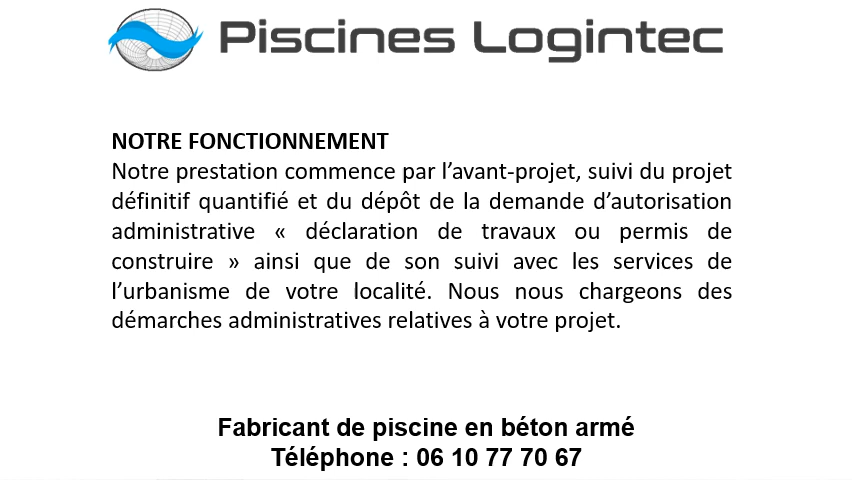 Piscines Logintec
NOTRE FONCTIONNEMENT
Notre prestation commence par l’avant-projet, suivi du projet
définitif quantifié et du dépôt de la demande d’autorisation
administrative « déclaration de travaux ou permis de
construire » ainsi que de son suivi avec les services de
l’urbanisme de votre localité. Nous nous chargeons des
démarches administratives relatives à votre projet.
Fabricant de piscine en béton armé
Téléphone : 06 10 77 70 67